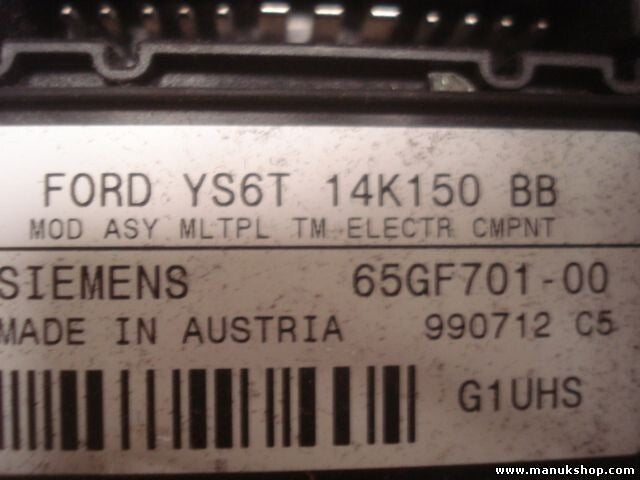 FORD YS6T 14K150 BB
MOD ASY MLTPL TM ELECTR CMPNT
SIEMENS 65GF701-00
MADE IN AUSTRIA 990712 C5
G1UHS
www.manukshop.com